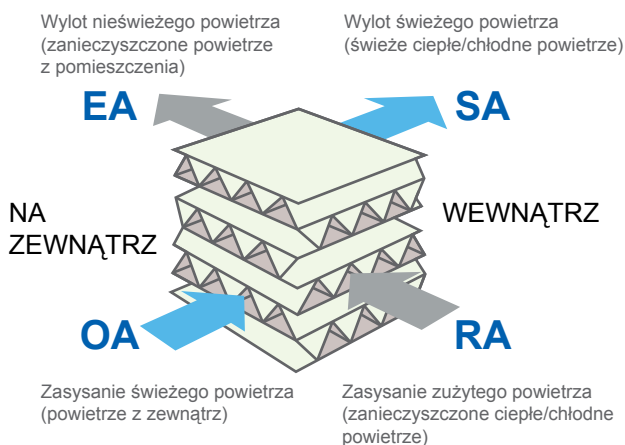 Wylot nieświeżego powietrza
(zanieczyszczone powietrze
z pomieszczenia)
EA
Wylot świeżego powietrza
(świeże ciepłe/chłodne powietrze)
SA
NA
ZEWNĄTRZ
WEWNĄTRZ
OA
Zasysanie świeżego powietrza
(powietrze z zewnątrz)
RA
Zasysanie zużytego powietrza
(zanieczyszczone ciepłe/chłodne
powietrze)